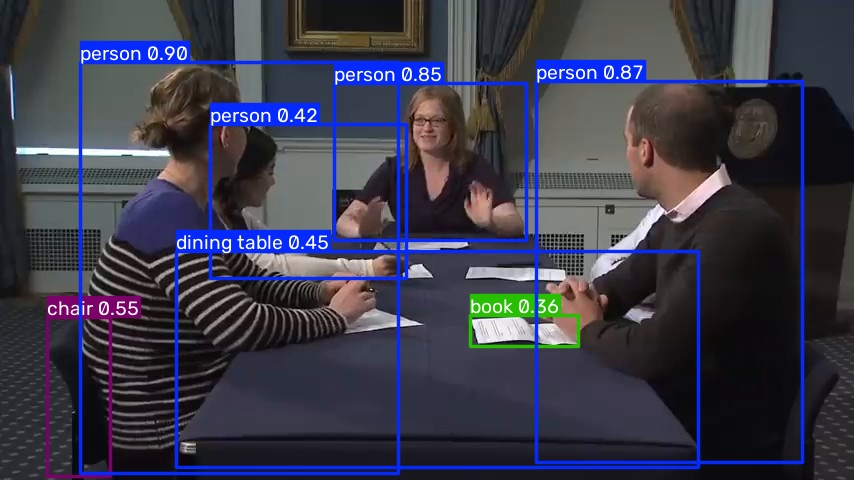 person 0.90
person 0.85
person 0.87
person 0.42
dining table 0.45
chair 0.55
book 0.36